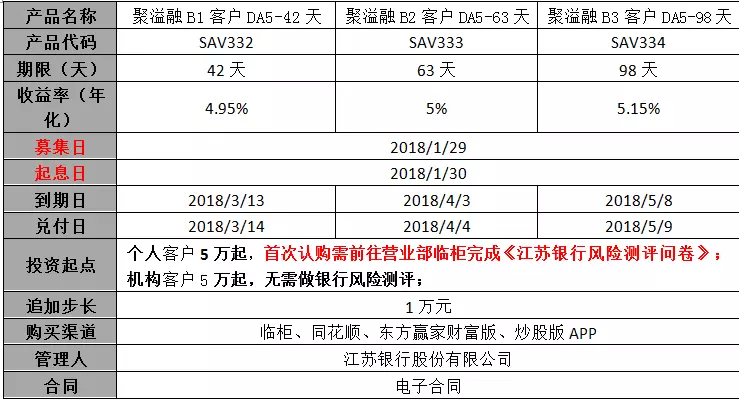 产品名称 聚溢融 B1 客户 DA5-42 天 聚溢融 B2 客户 DA5-63 天 聚溢融 B3 客户 DA5-98 天
产品代码 SAV332 SAV333 SAV334
期限（天） 42 天 63 天 98 天
收益率（年
化） 4.95% 5% 5.15%
募集日 2018/1/29
起息日 2018/1/30
到期日 2018/3/13 2018/4/3 2018/5/8
兑付日 2018/3/14 2018/4/4 2018/5/9
投资起点 个人客户 5 万起，首次认购需前往营业部临柜完成《江苏银行风险测评问卷》；
机构客户 5 万起，无需做银行风险测评；
追加步长 1 万元
购买渠道 临柜、同花顺、东方赢家财富版、炒股版 APP
管理人 江苏银行股份有限公司
合同 电子合同